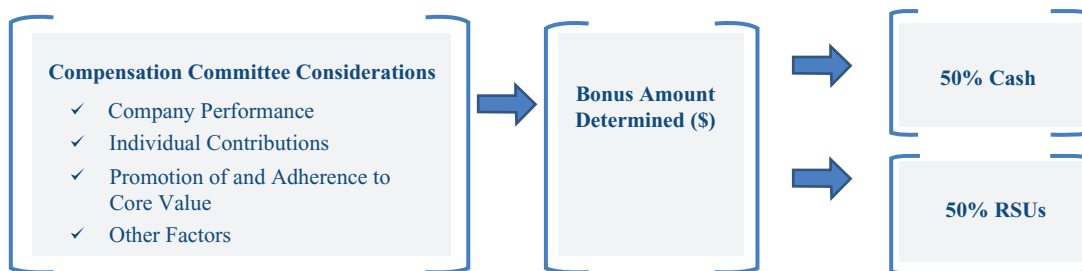 Compensation Committee Considerations
✓ Company Performance
✓ Individual Contributions
✓ Promotion of and Adherence to
Core Value
✓ Other Factors
Bonus Amount
Determined ($)
50% Cash
50% RSUs